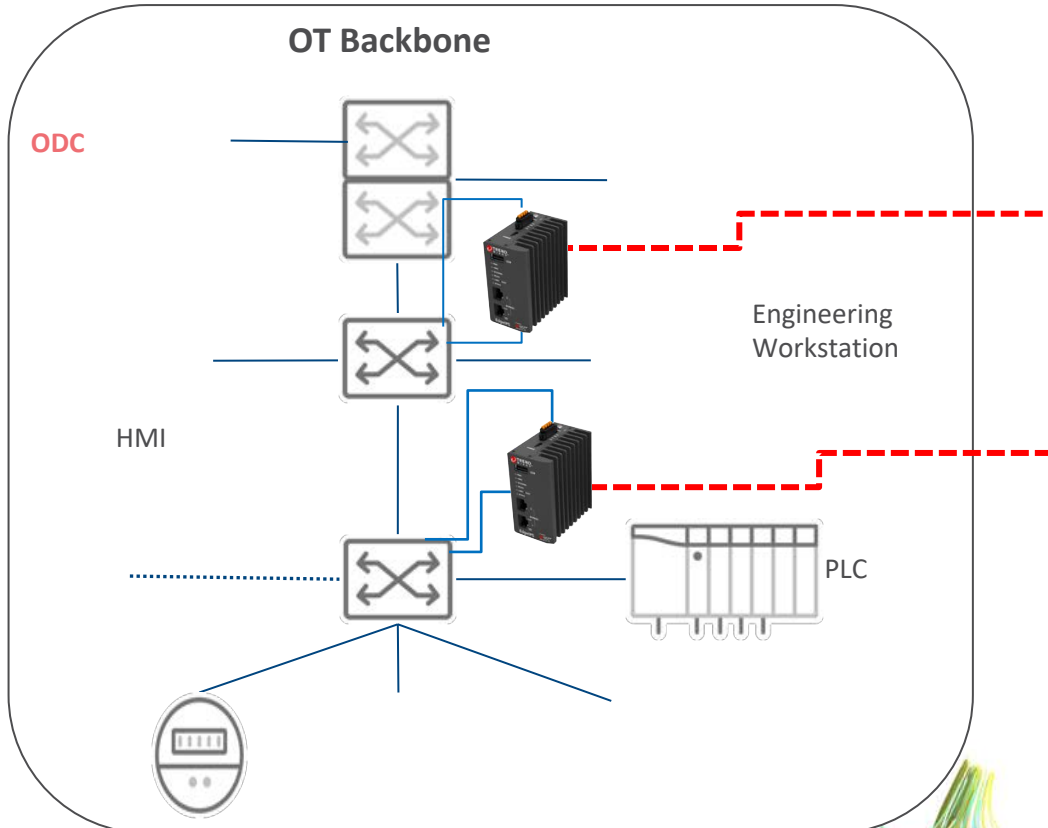 OT Backbone
ODC
Engineering
Workstation
HMI
PLC